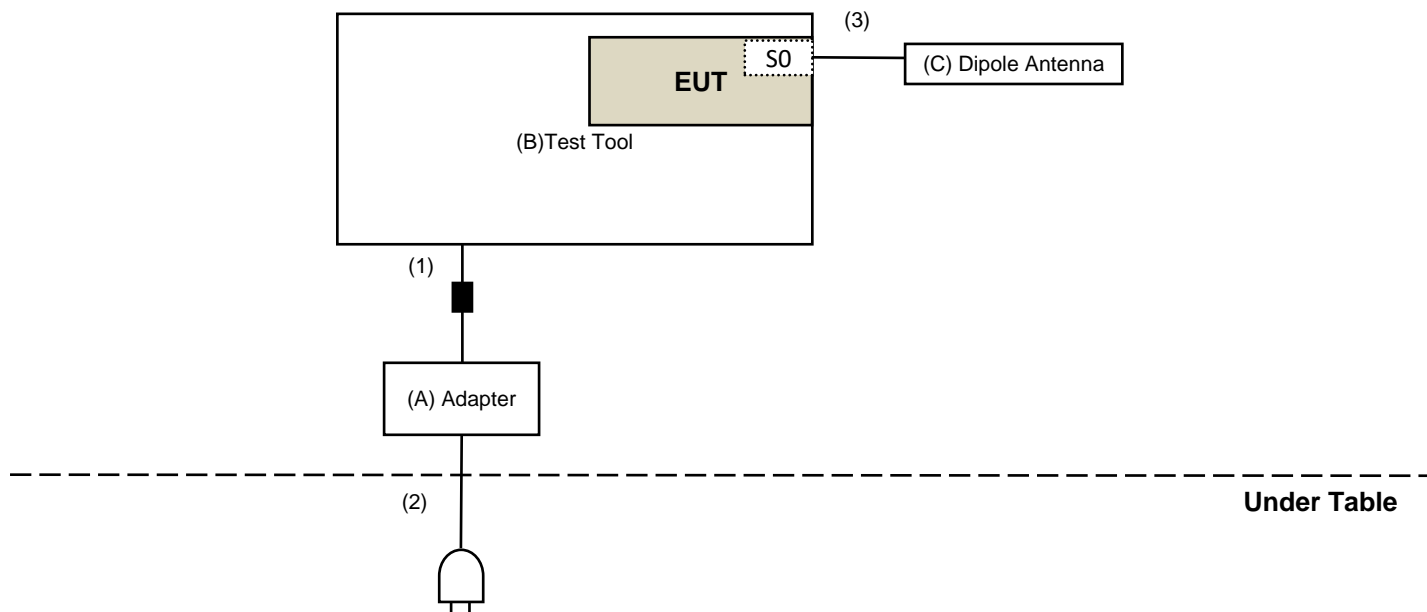 (3)
S0
(C) Dipole Antenna
EUT
(B)Test Tool
(1)
(A) Adapter
(2)
Under Table